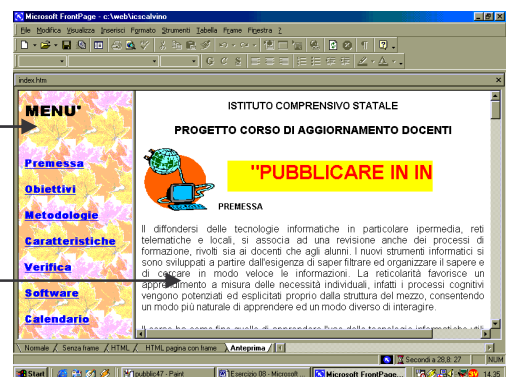 Microsoft FrontPage - c:\web\icscalvino
File Modifica Visualizza Inserisci Formato Strumenti Tabella Frame Finestra ?
G C S
index.htm
MENU'
Premessa
Obiettivi
Metodologie
Caratteristiche
Verifica
Software
Calendario
ISTITUTO COMPRENSIVO STATALE
PROGETTO CORSO DI AGGIORNAMENTO DOCENTI
"PUBBLICARE IN IN
PREMESSA
Il diffondersi delle tecnologie informatiche in particolare ipermedia, reti
telematiche e locali, si associa ad una revisione anche dei processi di
formazione, rivolti sia ai docenti che agli alunni. I nuovi strumenti informatici si
sono sviluppati a partire dall'esigenza di saper filtrare ed organizzare il sapere e
di cercare in modo veloce le informazioni. La reticolarità favorisce un
apprendimento a misura delle necessità individuali, infatti i processi cognitivi
vengono potenziati ed esplicitati proprio dalla struttura del mezzo, consentendo
un modo più naturale di apprendere ed un modo diverso di interagire.
Normale Senza frame HTML HTML pagina con frame Anteprima
Secondi a 28,8: 27 NUM
Start pubblic47 - Paint Esercizio 08 - Microsoft ... Microsoft FrontPage... 14.35